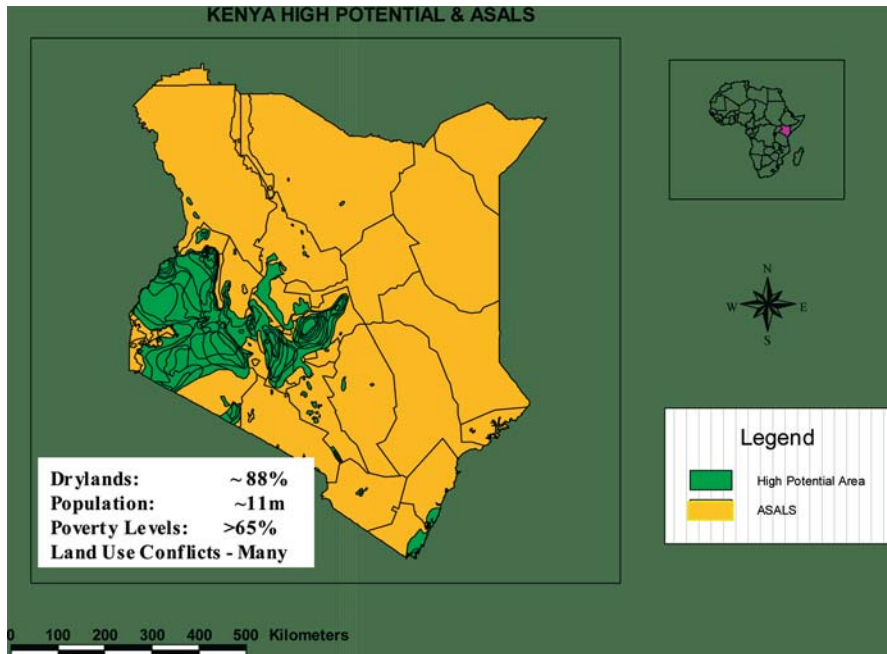 KENYA HIGH POTENTIAL & ASALS
N
W E
S
Legend
High Potential Area
ASALS
Drylands: ~ 88%
Population: ~11m
Poverty Levels: >65%
Land Use Conflicts - Many
0 100 200 300 400 500 Kilometers